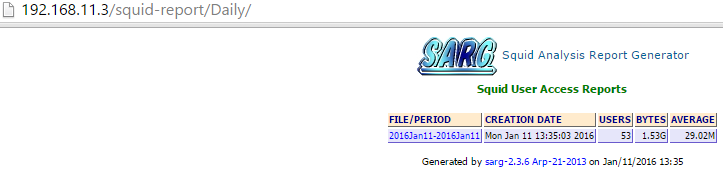 192.168.11.3/squid-report/Daily/
SARG Squid Analysis Report Generator
Squid User Access Reports
FILE/PERIOD CREATION DATE USERS BYTES AVERAGE
2016Jan11-2016Jan11 Mon Jan 11 13:35:03 2016 53 1.53G 29.02M
Generated by sarg-2.3.6 Arp-21-2013 on Jan/11/2016 13:35